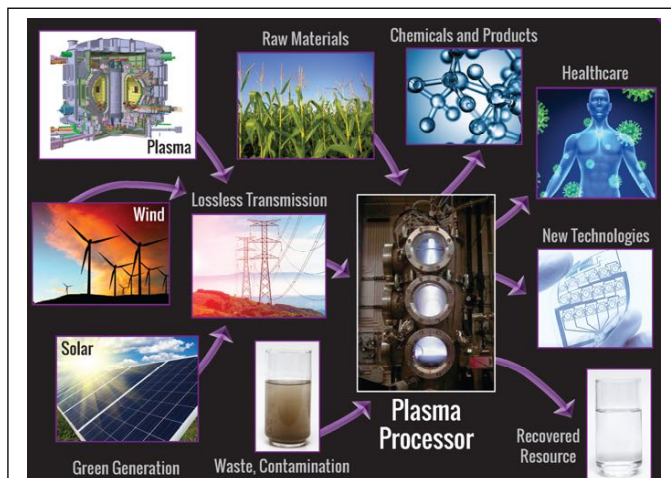 Raw Materials
Chemicals and Products
Healthcare
Plasma
Wind
Lossless Transmission
New Technologies
Solar
Plasma
Processor
Green Generation
Waste, Contamination
Recovered
Resource